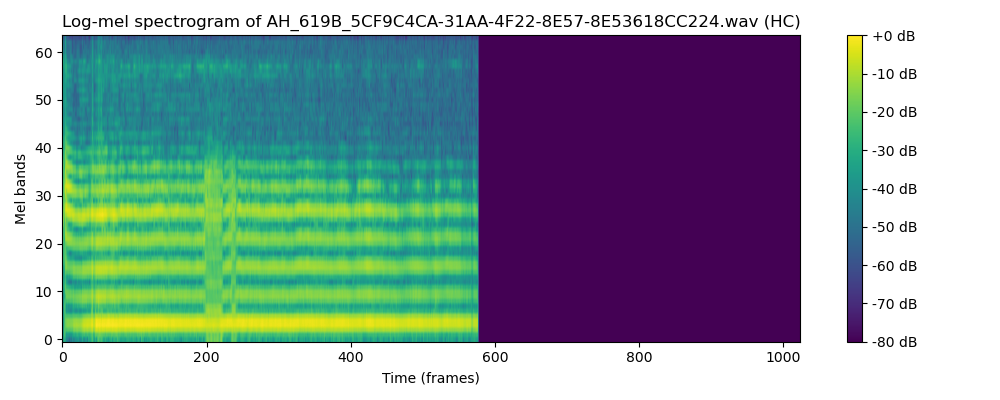 Log-mel spectrogram of AH_619B_5CF9C4CA-31AA-4F22-8E57-8E53618CC224.wav (HC)
60
50
40
30
20
10
0
Mel bands
0 200 400 600 800 1000
Time (frames)
+0 dB
-10 dB
-20 dB
-30 dB
-40 dB
-50 dB
-60 dB
-70 dB
-80 dB